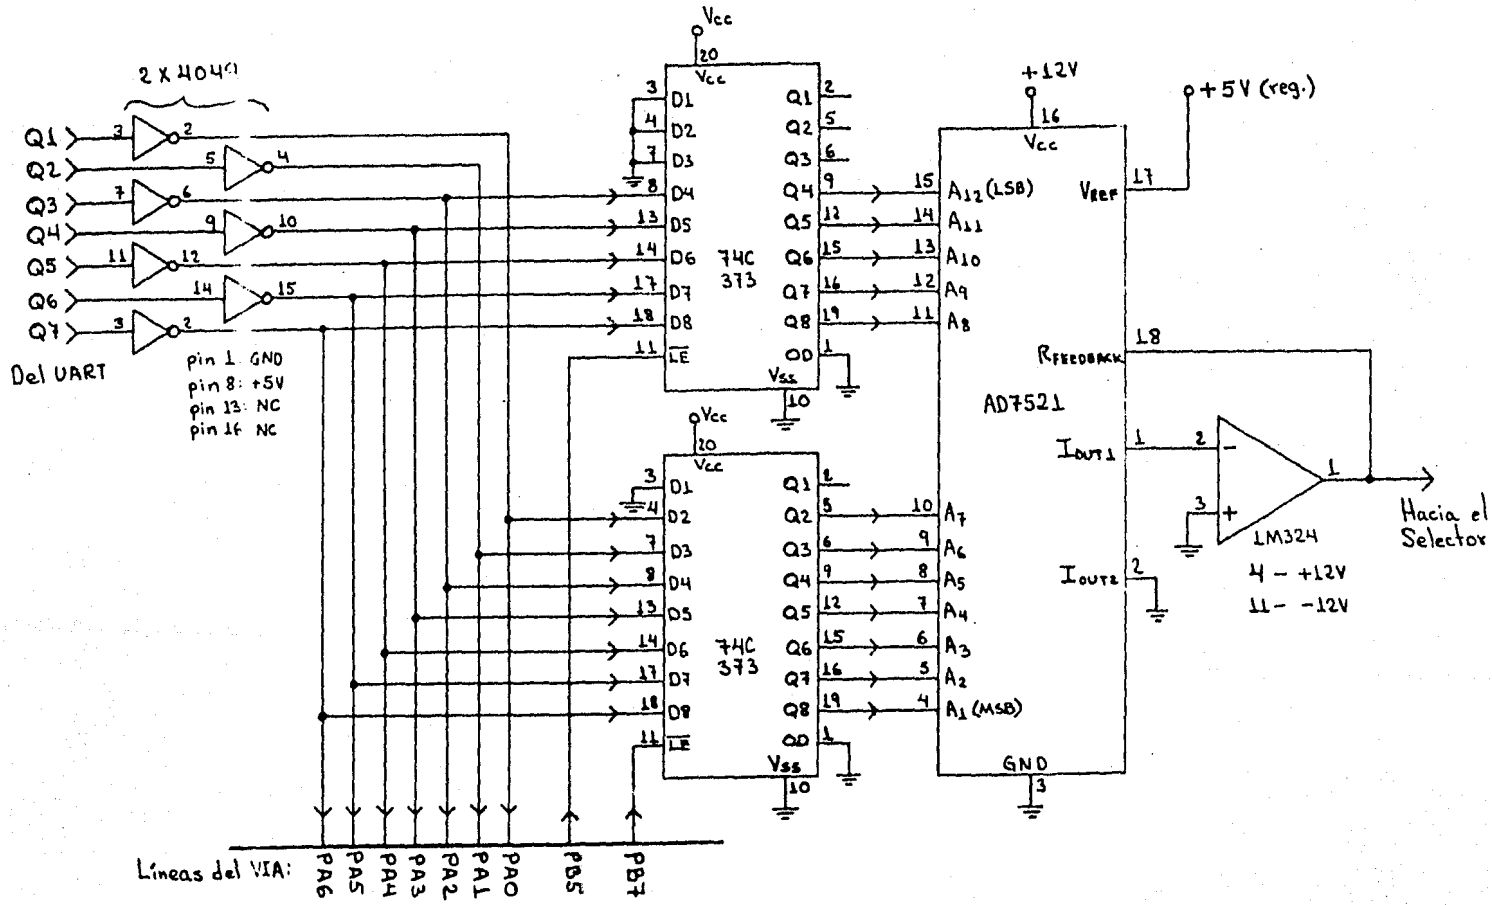 2 X 4049
Q1 3 2
Q2 5 4
Q3 7 6
Q4 9 10
Q5 11 12
Q6 14 15
Q7 3 2
Del UART
pin 1: GND
pin 8: +5V
pin 13: NC
pin 16: NC
Vcc
20
Vcc
3 D1 Q1 2
4 D2 Q2 5
7 D3 Q3 6
8 D4 Q4 9
13 D5 Q5 12
14 D6 Q6 15
17 D7 Q7 16
18 D8 Q8 19
11 LE OD 1
74C
373
Vss
10
Vcc
20
Vcc
3 D1 Q1 2
4 D2 Q2 5
7 D3 Q3 6
8 D4 Q4 9
13 D5 Q5 12
14 D6 Q6 15
17 D7 Q7 16
18 D8 Q8 19
11 LE OD 1
74C
373
Vss
10
+12V
16
Vcc
+5V (reg.)
15 A12 (LSB)
14 A11
13 A10
12 A9
11 A8
10 A7
9 A6
8 A5
7 A4
6 A3
5 A2
4 A1 (MSB)
VREF 17
RFEEDBACK 18
AD7521
IOUT1 1
IOUT2 2
GND
3
2 -
3 +
1
LM324
4 - +12V
11 - -12V
Hacia el
Selector
Líneas del VIA:
PA6
PA5
PA4
PA3
PA2
PA1
PA0
PB5
PB7